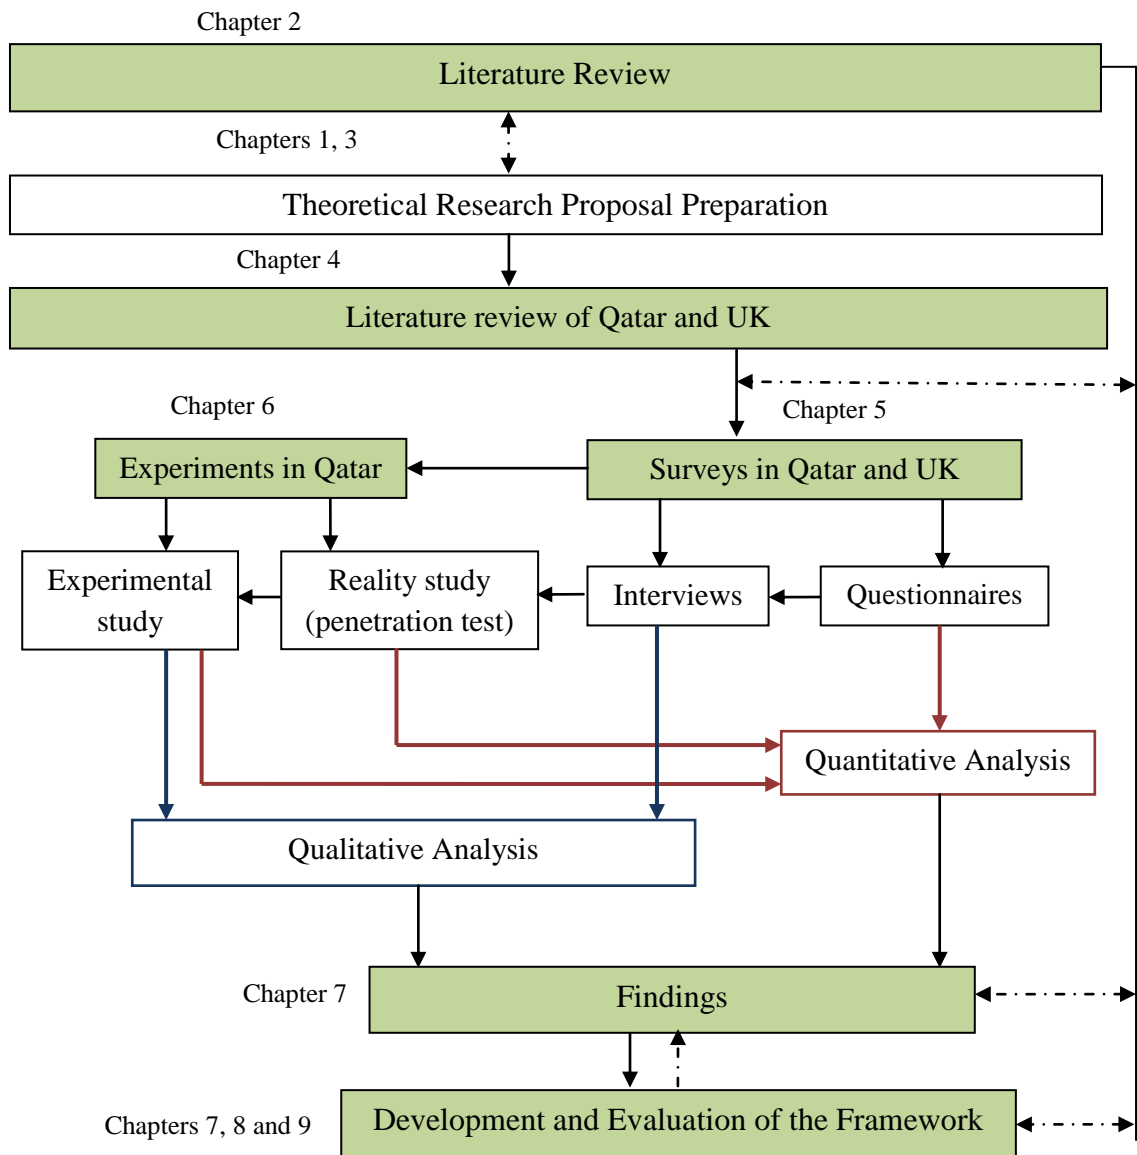 Chapter 2
Literature Review
Chapters 1, 3
Theoretical Research Proposal Preparation
Chapter 4
Literature review of Qatar and UK
Chapter 6
Chapter 5
Experiments in Qatar
Surveys in Qatar and UK
Experimental
study
Reality study
(penetration test)
Interviews
Questionnaires
Quantitative Analysis
Qualitative Analysis
Chapter 7
Findings
Chapters 7, 8 and 9
Development and Evaluation of the Framework